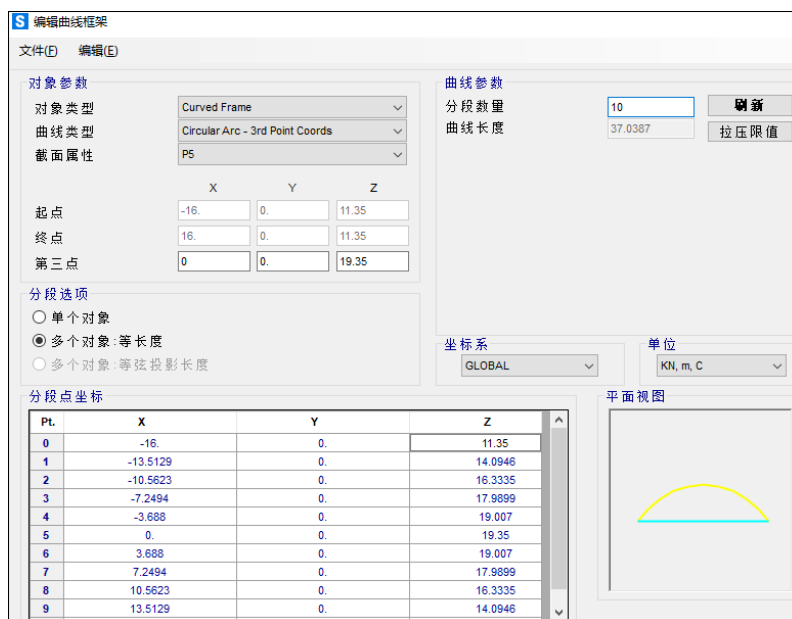 S 编辑曲线框架
文件(F) 编辑(E)
对象参数
对象类型 Curved Frame
曲线类型 Circular Arc - 3rd Point Coords
截面属性 P5
X Y Z
起点 -16. 0. 11.35
终点 16. 0. 11.35
第三点 0 0. 19.35
曲线参数
分段数量 10 刷新
曲线长度 37.0387 拉压限值
分段选项
单个对象
多个对象:等长度
多个对象:等弦投影长度
坐标系
GLOBAL
单位
KN, m, C
分段点坐标
Pt. X Y Z
0 -16. 0. 11.35
1 -13.5129 0. 14.0946
2 -10.5623 0. 16.3335
3 -7.2494 0. 17.9899
4 -3.688 0. 19.007
5 0. 0. 19.35
6 3.688 0. 19.007
7 7.2494 0. 17.9899
8 10.5623 0. 16.3335
9 13.5129 0. 14.0946
平面视图